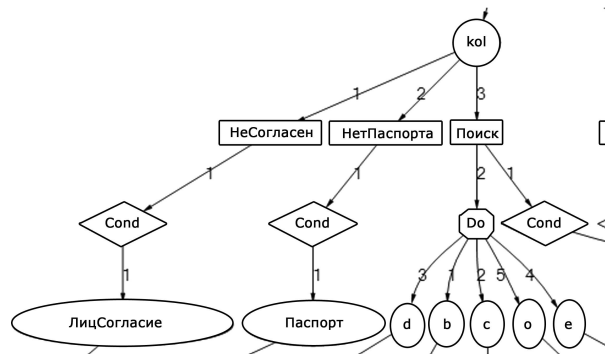 kol
1
2
3
НеСогласен
НетПаспорта
Поиск
1
1
2
1
Cond
Cond
Do
Cond
1
1
3
1
2
5
4
ЛицСогласие
Паспорт
d
b
c
o
e